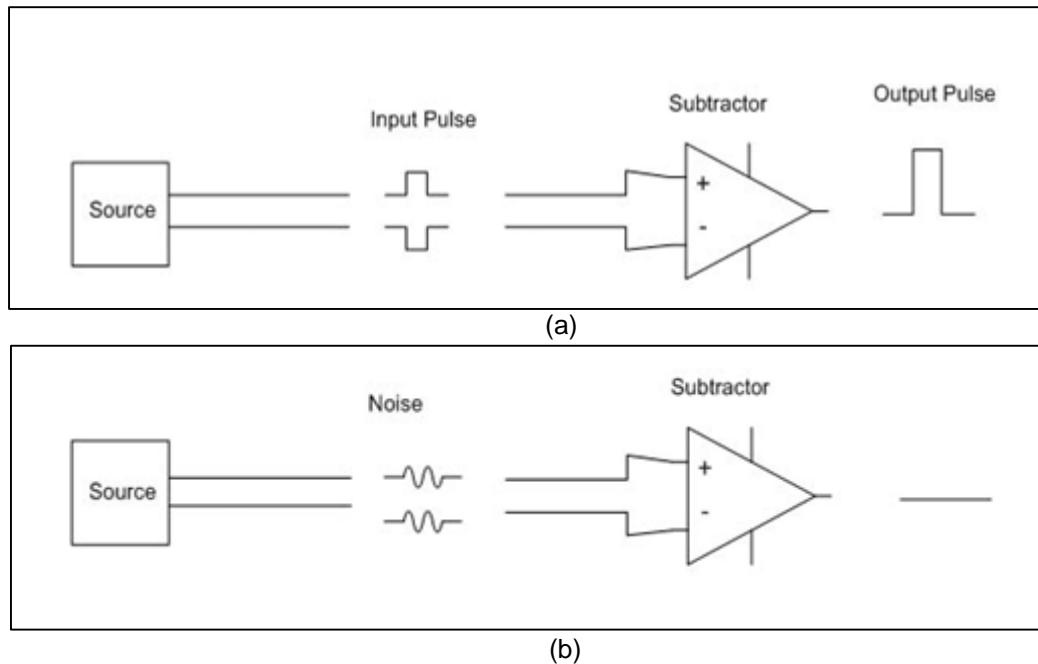 Subtractor
Output Pulse
Input Pulse
Source
+
-
(a)
Subtractor
Noise
Source
+
-
(b)